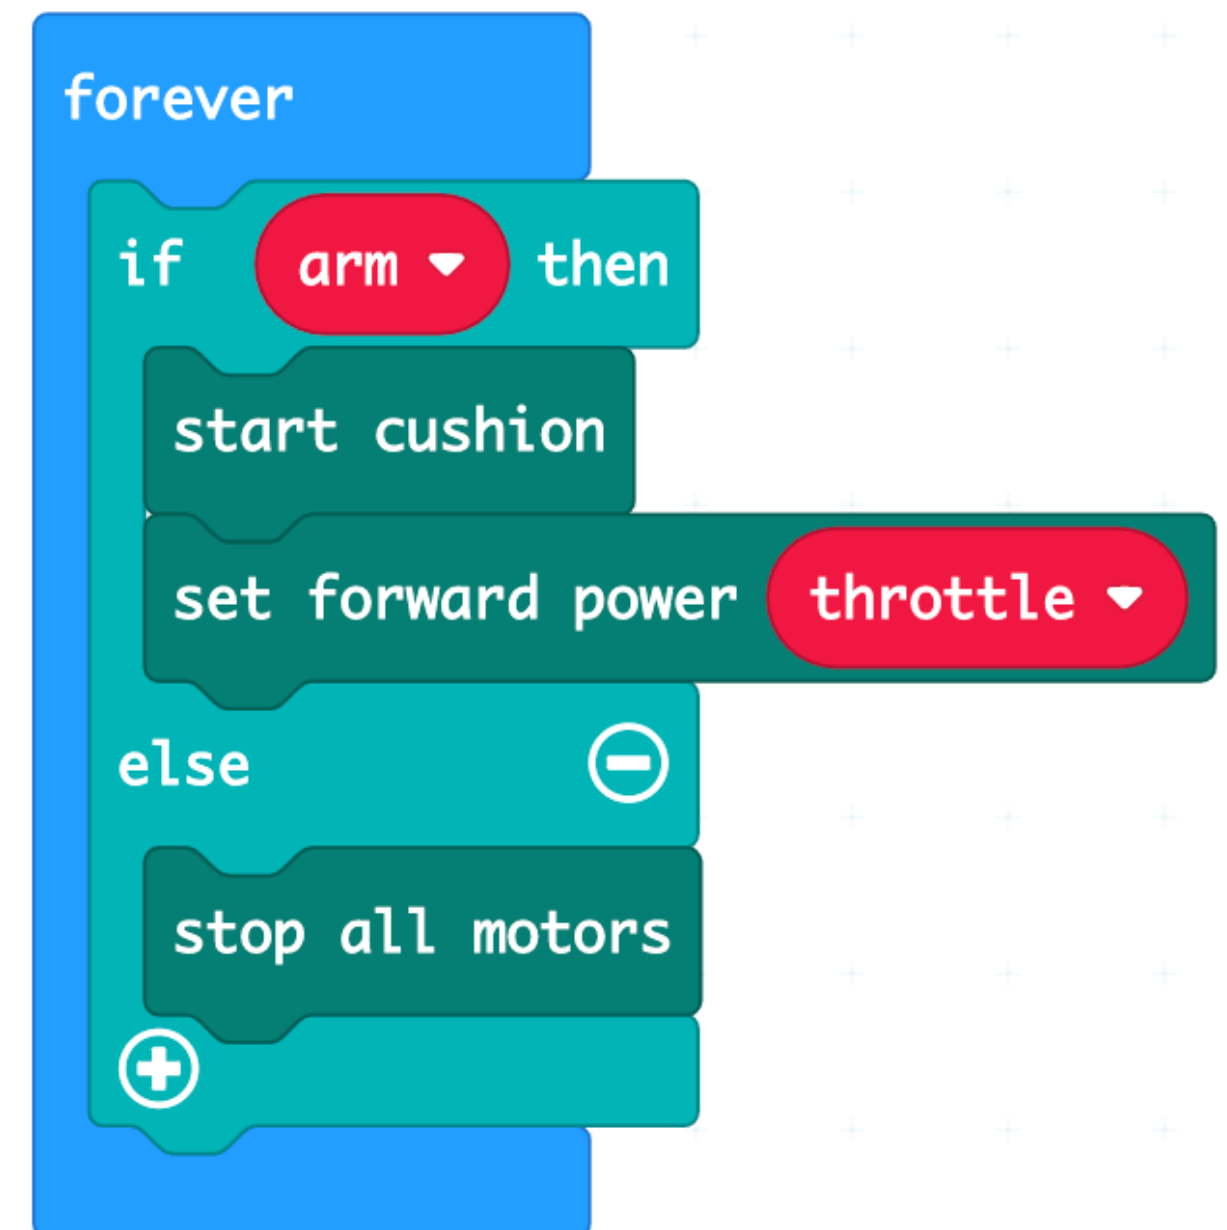 forever
if arm then
start cushion
set forward power throttle
else
stop all motors